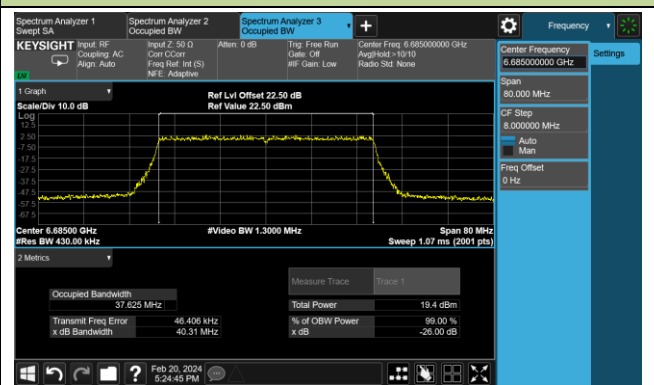 Spectrum Analyzer 1
Swept SA
Spectrum Analyzer 2
Occupied BW
Spectrum Analyzer 3
Occupied BW
Frequency
KEYSIGHT
Input: RF
Coupling: AC
Align: Auto
Input Z: 50 Ω
Corr CCorr
Freq Ref: Int (S)
NFE: Adaptive
Atten: 0 dB
Trig: Free Run
Gate: Off
#IF Gain: Low
Center Freq: 6.685000000 GHz
Avg|Hold:>10/10
Radio Std: None
Center Frequency
6.685000000 GHz
Settings
Span
80.000 MHz
CF Step
8.000000 MHz
Auto
Man
Freq Offset
0 Hz
1 Graph
Scale/Div 10.0 dB
Ref Lvl Offset 22.50 dB
Ref Value 22.50 dBm
Log
12.5
2.50
-7.50
-17.5
-27.5
-37.5
-47.5
-57.5
-67.5
Center 6.68500 GHz
#Res BW 430.00 kHz
#Video BW 1.3000 MHz
Span 80 MHz
Sweep 1.07 ms (2001 pts)
2 Metrics
Measure Trace
Trace 1
Occupied Bandwidth
37.625 MHz
Total Power
19.4 dBm
Transmit Freq Error
46.406 kHz
% of OBW Power
99.00 %
x dB Bandwidth
40.31 MHz
x dB
-26.00 dB
Feb 20, 2024
5:24:45 PM